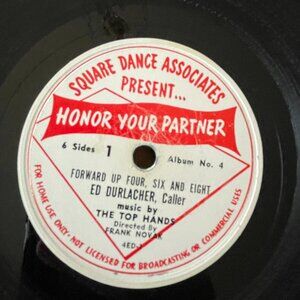 SQUARE DANCE ASSOCIATES
PRESENT...
HONOR YOUR PARTNER
6 Sides 1 Album No. 4
FORWARD UP FOUR, SIX AND EIGHT
ED DURLACHER, Caller
music by
THE TOP HANDS
Directed By
FRANK NOVAK
4ED-1
FOR HOME USE ONLY. NOT LICENSED FOR BROADCASTING OR COMMERCIAL USES